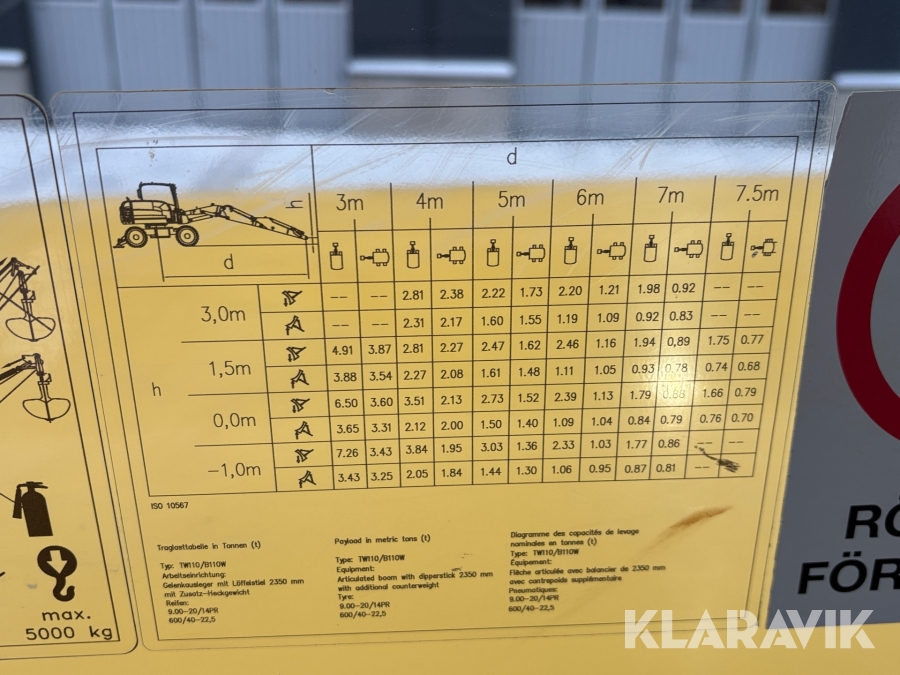 d
h
3m 4m 5m 6m 7m 7.5m
d
3,0m -- -- 2.81 2.38 2.22 1.73 2.20 1.21 1.98 0.92 -- --
-- -- 2.31 2.17 1.60 1.55 1.19 1.09 0.92 0.83 -- --
h
1,5m 4.91 3.87 2.81 2.27 2.47 1.62 2.46 1.16 1.94 0,89 1.75 0.77
3.88 3.54 2.27 2.08 1.61 1.48 1.11 1.05 0.93 0.78 0.74 0.68
0,0m 6.50 3.60 3.51 2.13 2.73 1.52 2.39 1.13 1.79 1.66 0.79
3.65 3.31 2.12 2.00 1.50 1.40 1.09 1.04 0.84 0.79 0.76 0.70
-1,0m 7.26 3.43 3.84 1.95 3.03 1.36 2.33 1.03 1.77 0.86 -- --
3.43 3.25 2.05 1.84 1.44 1.30 1.06 0.95 0.87 0.81 --
ISO 10567
Traglasttabelle in Tonnen (t)
Typ: TW110/B110W
Arbeitseinrichtung:
Gelenkausleger mit Löffelstiel 2350 mm
mit Zusatz-Heckgewicht
Reifen:
9.00-20/14PR
600/40-22,5
Payload in metric tons (t)
Type: TW110/B110W
Equipment:
Articulated boom with dipperstick 2350 mm
with additional counterweight
Tyre:
9.00-20/14PR
600/40-22,5
Diagramme des capacités de levage
nominales en tonnes (t)
Type: TW110/B110W
Equipement:
Flèche articulée avec balancier de 2350 mm
avec contrepoids supplémentaire
Pneumatiques:
9.00-20/14PR
600/40-22,5
max.
5000 kg
RÖ
FÖR
KLARAVIK